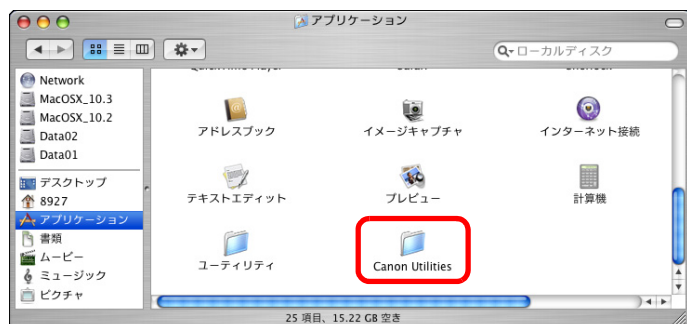 アプリケーション
ローカルディスク
Network
MacOSX_10.3
MacOSX_10.2
Data02
Data01
デスクトップ
8927
アプリケーション
書類
ムービー
ミュージック
ピクチャ
アドレスブック
イメージキャプチャ
インターネット接続
テキストエディット
プレビュー
計算機
ユーティリティ
Canon Utilities
25 項目、15.22 GB 空き